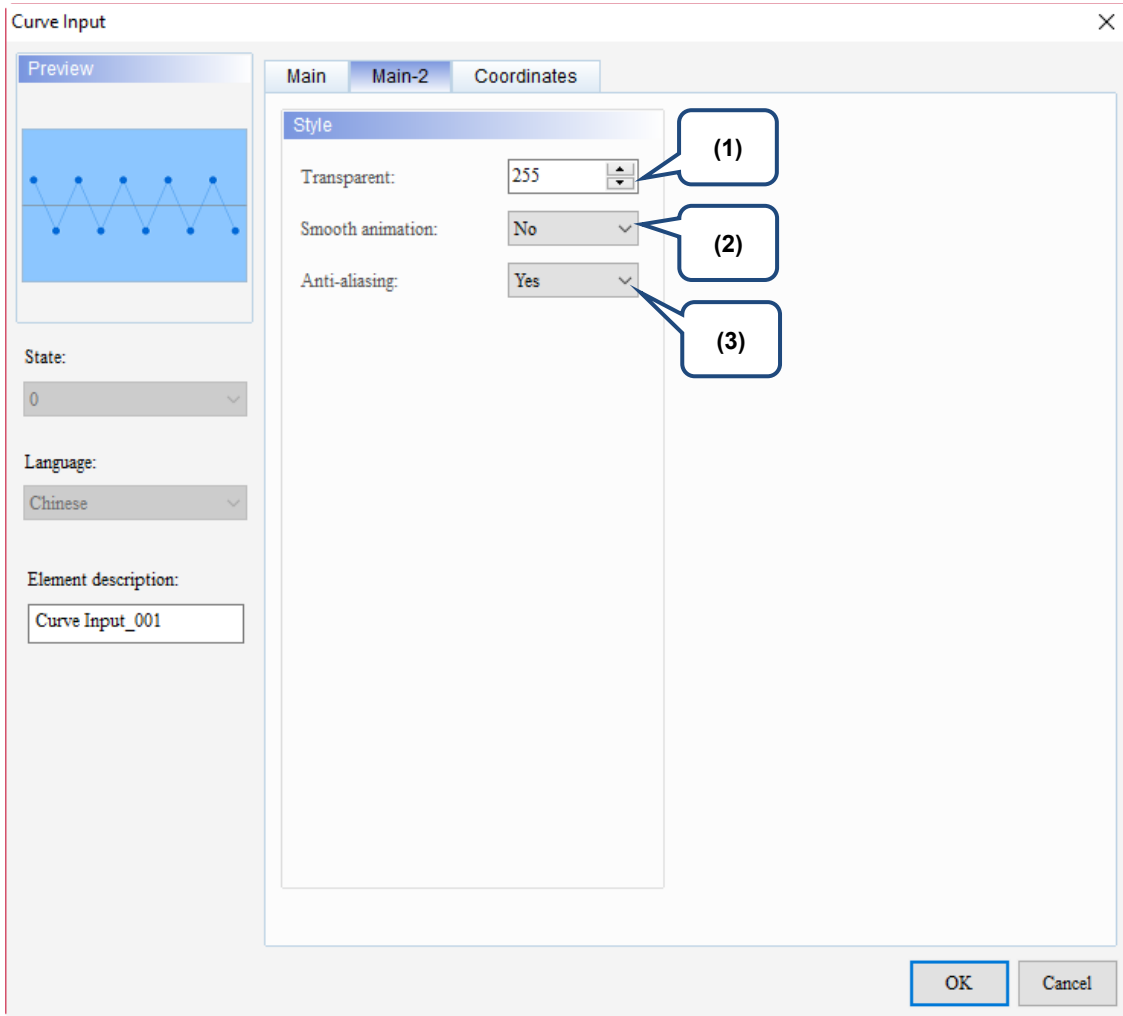 Curve Input
Preview
Main
Main-2
Coordinates
Style
Transparent:
255
(1)
Smooth animation:
No
(2)
Anti-aliasing:
Yes
(3)
State:
0
Language:
Chinese
Element description:
Curve Input_001
OK
Cancel